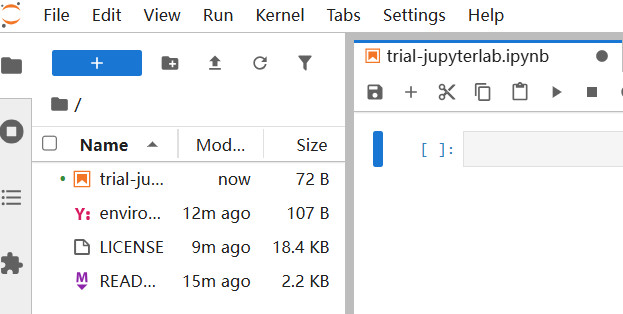 File Edit View Run Kernel Tabs Settings Help
trial-jupyterlab.ipynb
/
Name Mod... Size
trial-ju... now 72 B
Y: enviro... 12m ago 107 B
LICENSE 9m ago 18.4 KB
M READ... 15m ago 2.2 KB
[ ]: